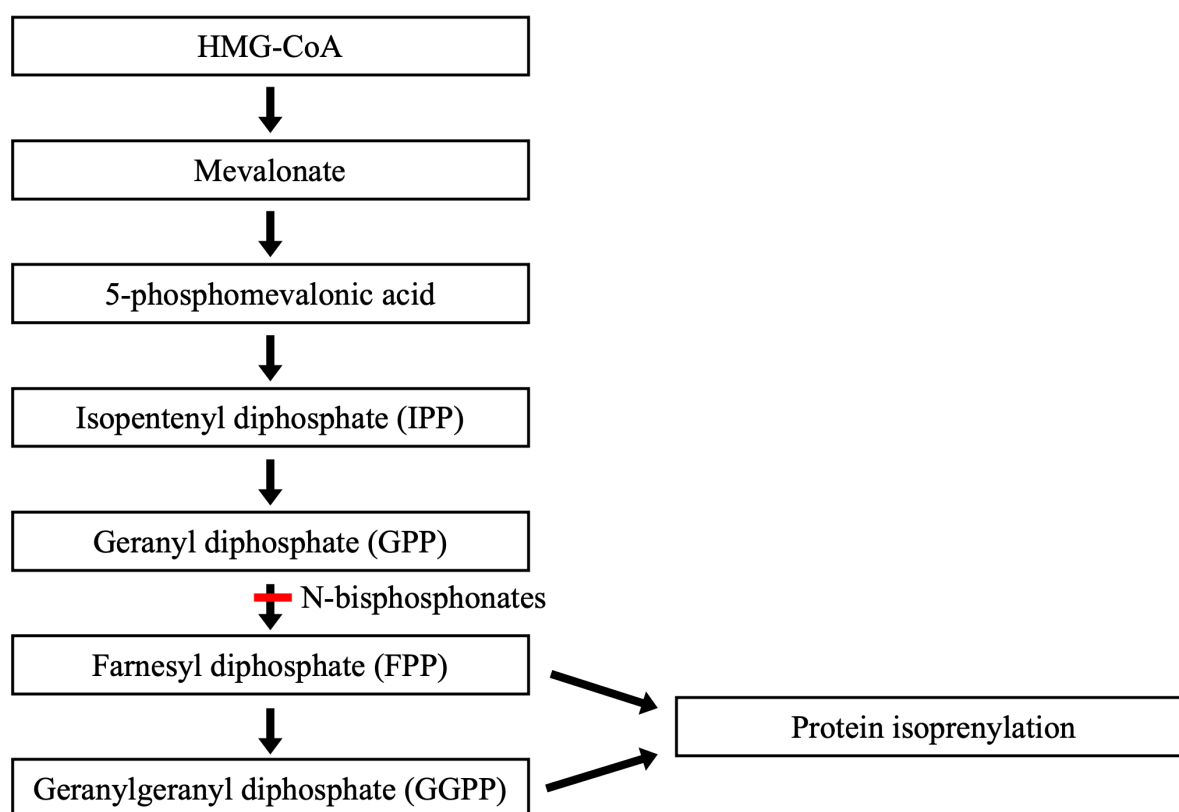 HMG-CoA
Mevalonate
5-phosphomevalonic acid
Isopentenyl diphosphate (IPP)
Geranyl diphosphate (GPP)
N-bisphosphonates
Farnesyl diphosphate (FPP)
Protein isoprenylation
Geranylgeranyl diphosphate (GGPP)